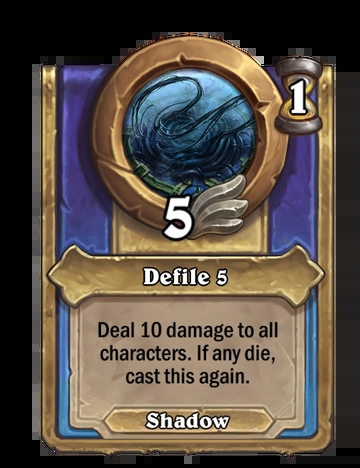 1
5
Defile 5
Deal 10 damage to all
characters. If any die,
cast this again.
Shadow